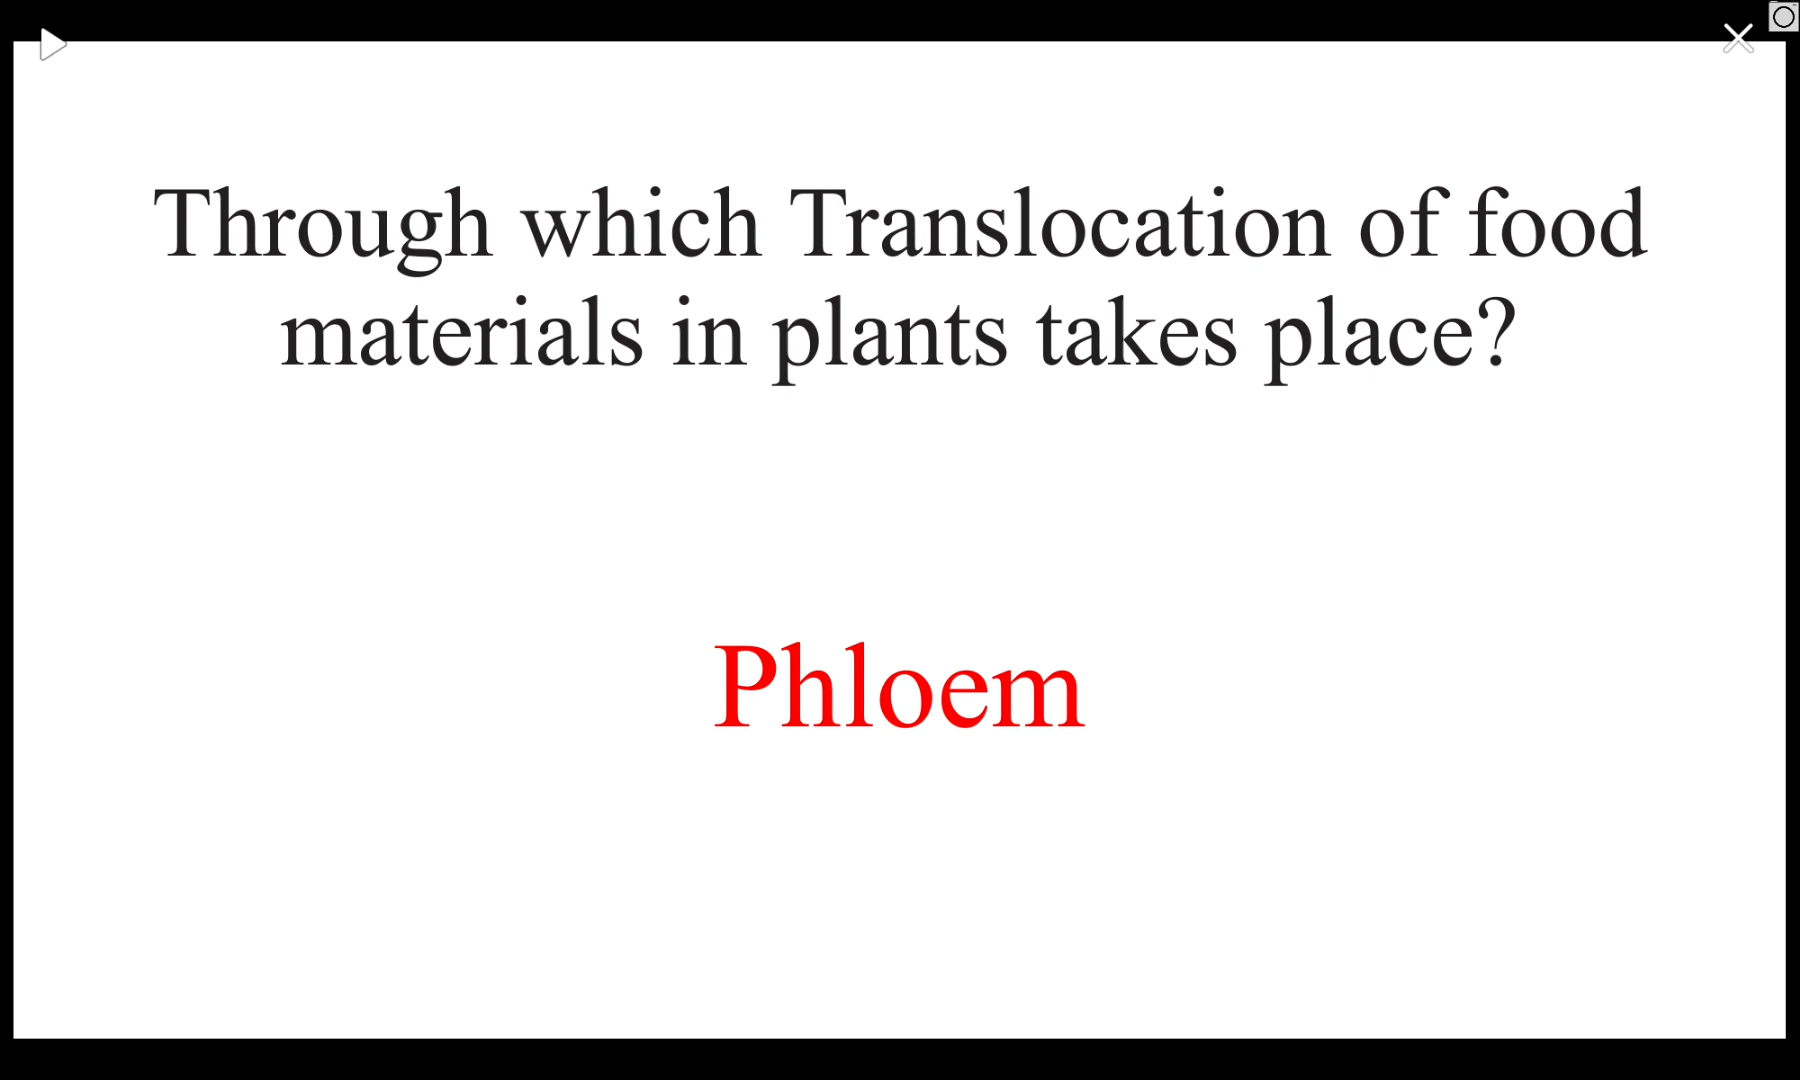 Through which Translocation of food
materials in plants takes place?
Phloem